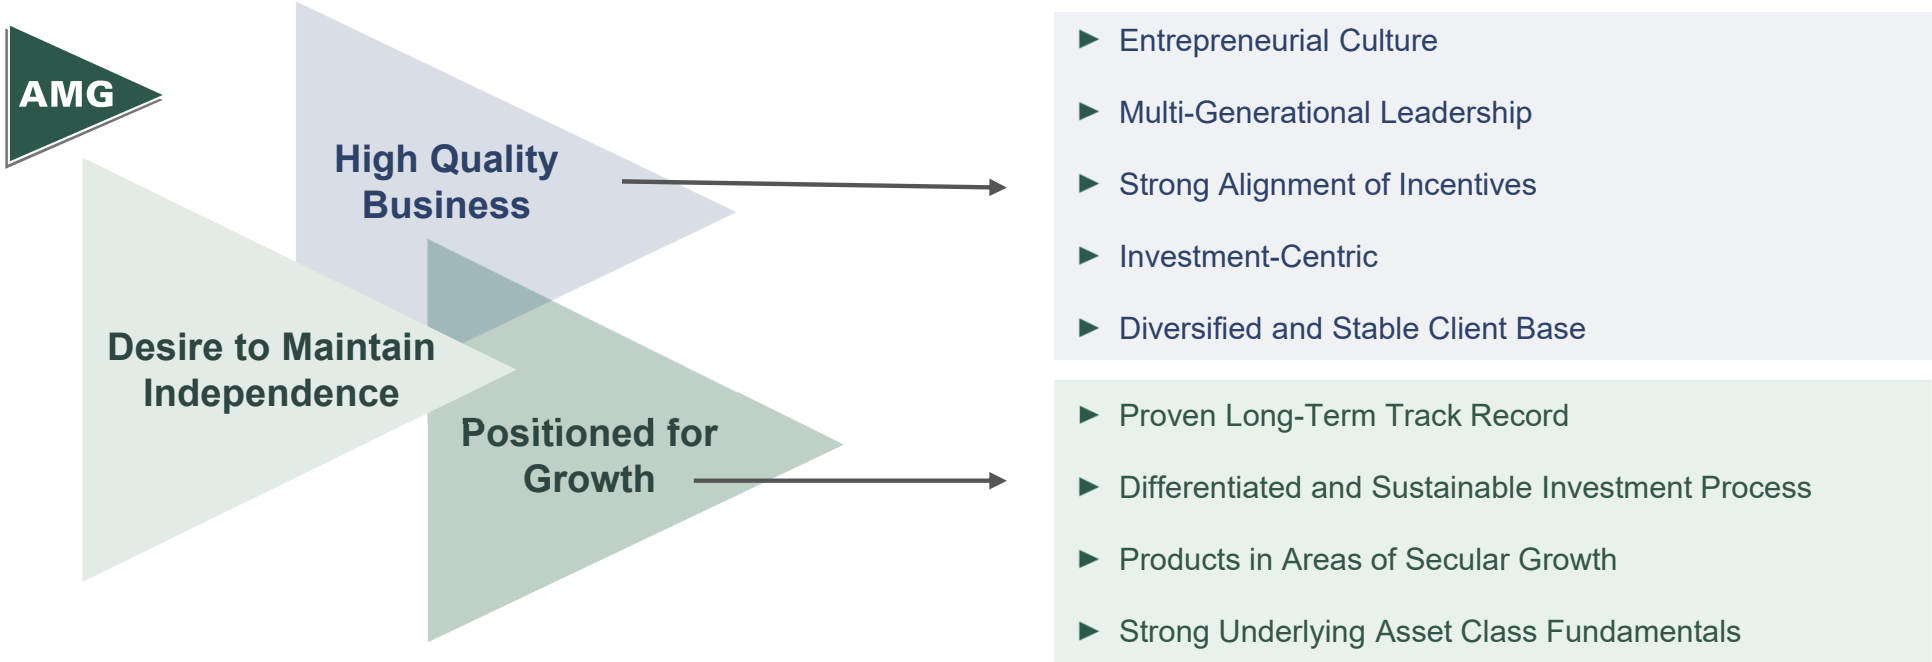 AMG
High Quality
Business
Desire to Maintain
Independence
Positioned for
Growth
Entrepreneurial Culture
Multi-Generational Leadership
Strong Alignment of Incentives
Investment-Centric
Diversified and Stable Client Base
Proven Long-Term Track Record
Differentiated and Sustainable Investment Process
Products in Areas of Secular Growth
Strong Underlying Asset Class Fundamentals